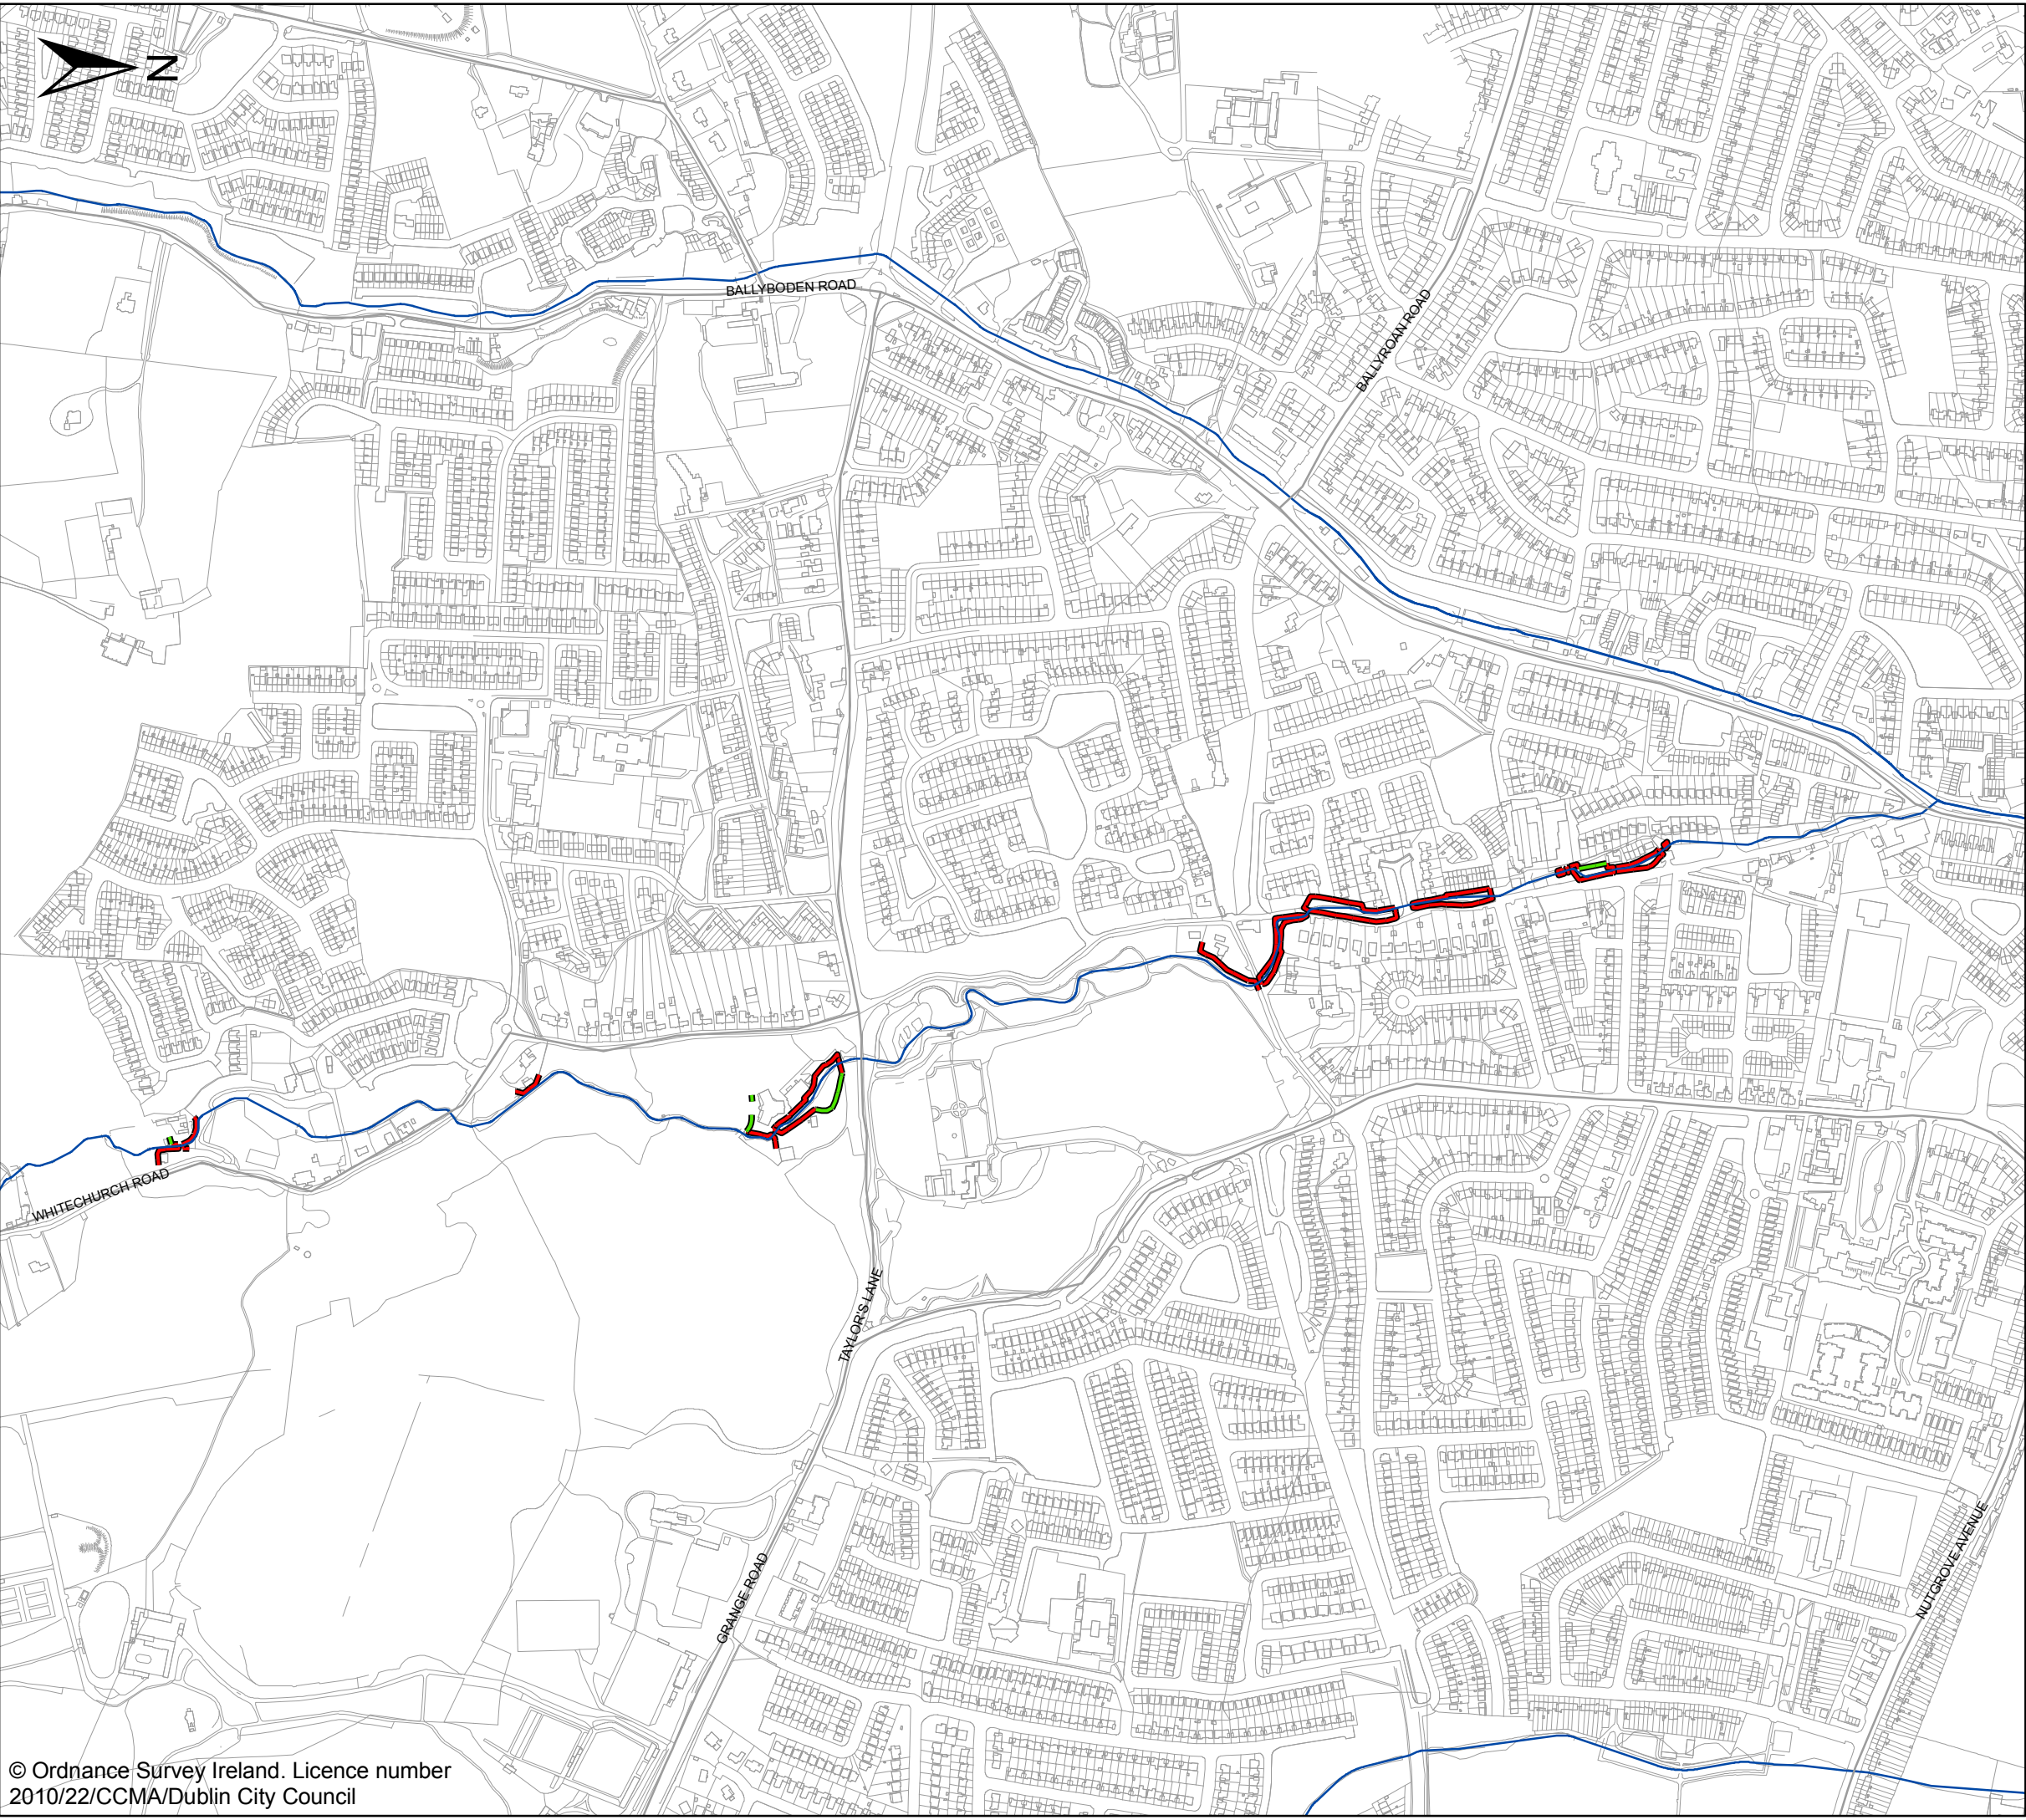 N
BALLYBODEN ROAD
BALLYROAN ROAD
WHITECHURCH ROAD
TAYLOR'S LANE
GRANGE ROAD
NUTGROVE AVENUE
© Ordnance Survey Ireland. Licence number
2010/22/CCMA/Dublin City Council